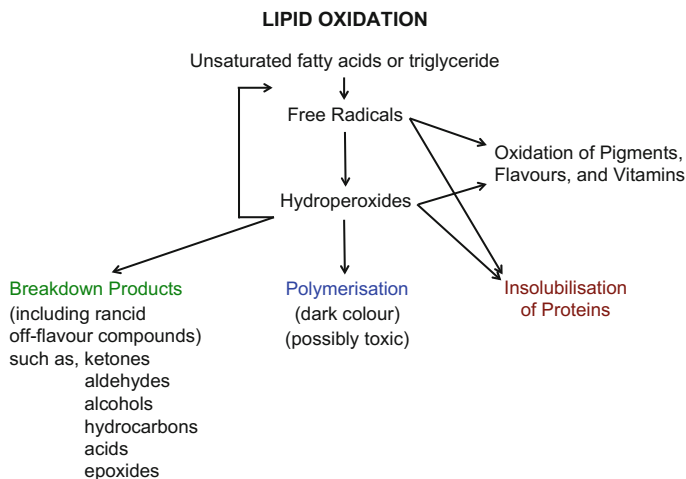 LIPID OXIDATION
Unsaturated fatty acids or triglyceride
Free Radicals
Oxidation of Pigments,
Flavours, and Vitamins
Hydroperoxides
Breakdown Products
(including rancid
off-flavour compounds)
such as, ketones
aldehydes
alcohols
hydrocarbons
acids
epoxides
Polymerisation
(dark colour)
(possibly toxic)
Insolubilisation
of Proteins